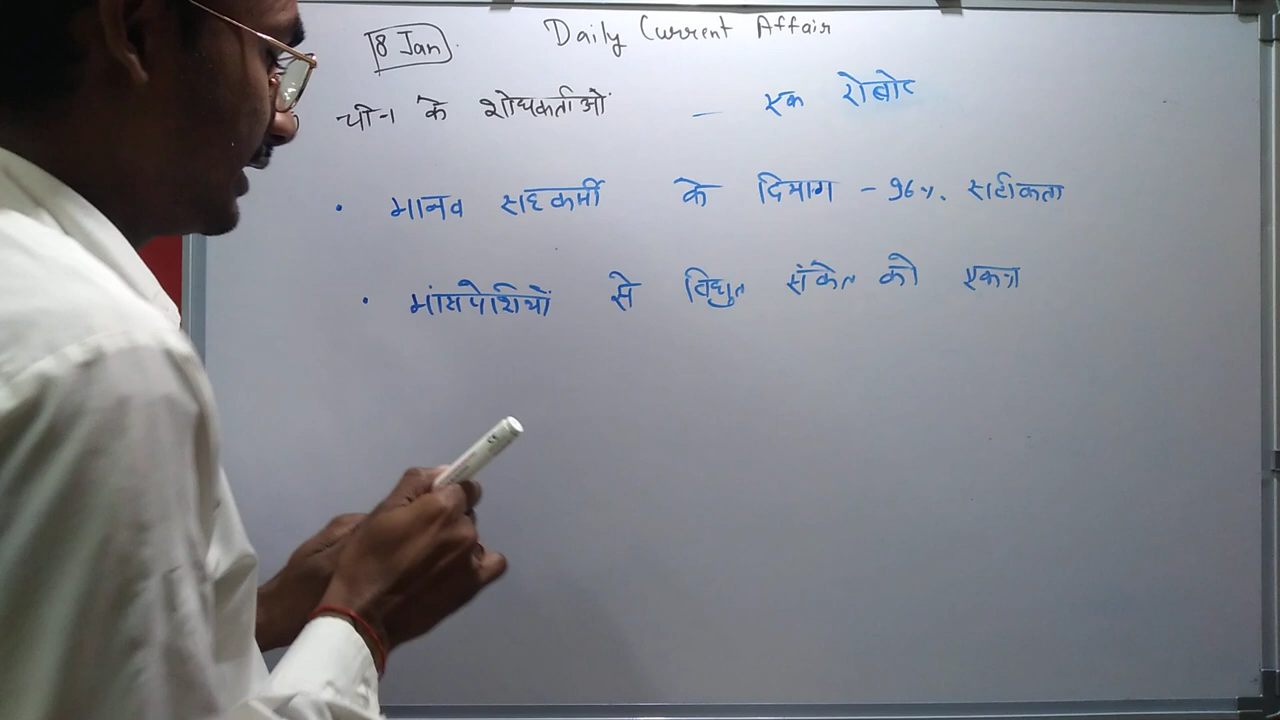 8 Jan. Daily Current Affair
चीन के शोधकर्ताओं — एक रोबोट
• मानव सहकर्मी के दिमाग - 96%. सटीकता
• मांसपेशियों से विद्युत संकेत को एकत्र